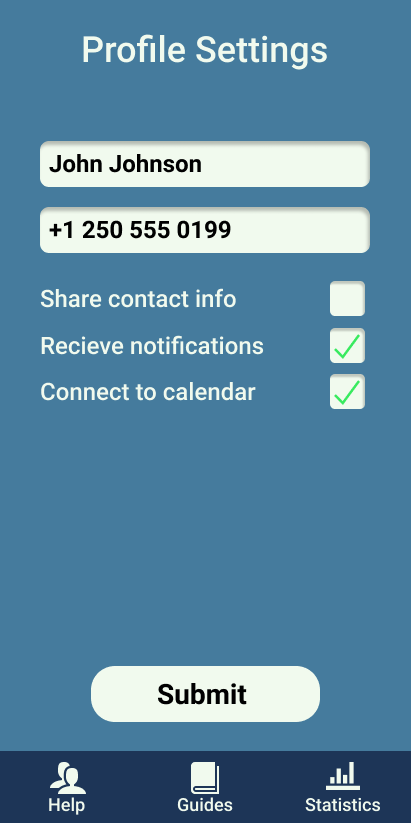 Profile Settings
John Johnson
+1 250 555 0199
Share contact info
Recieve notifications
Connect to calendar
Submit
Help
Guides
Statistics